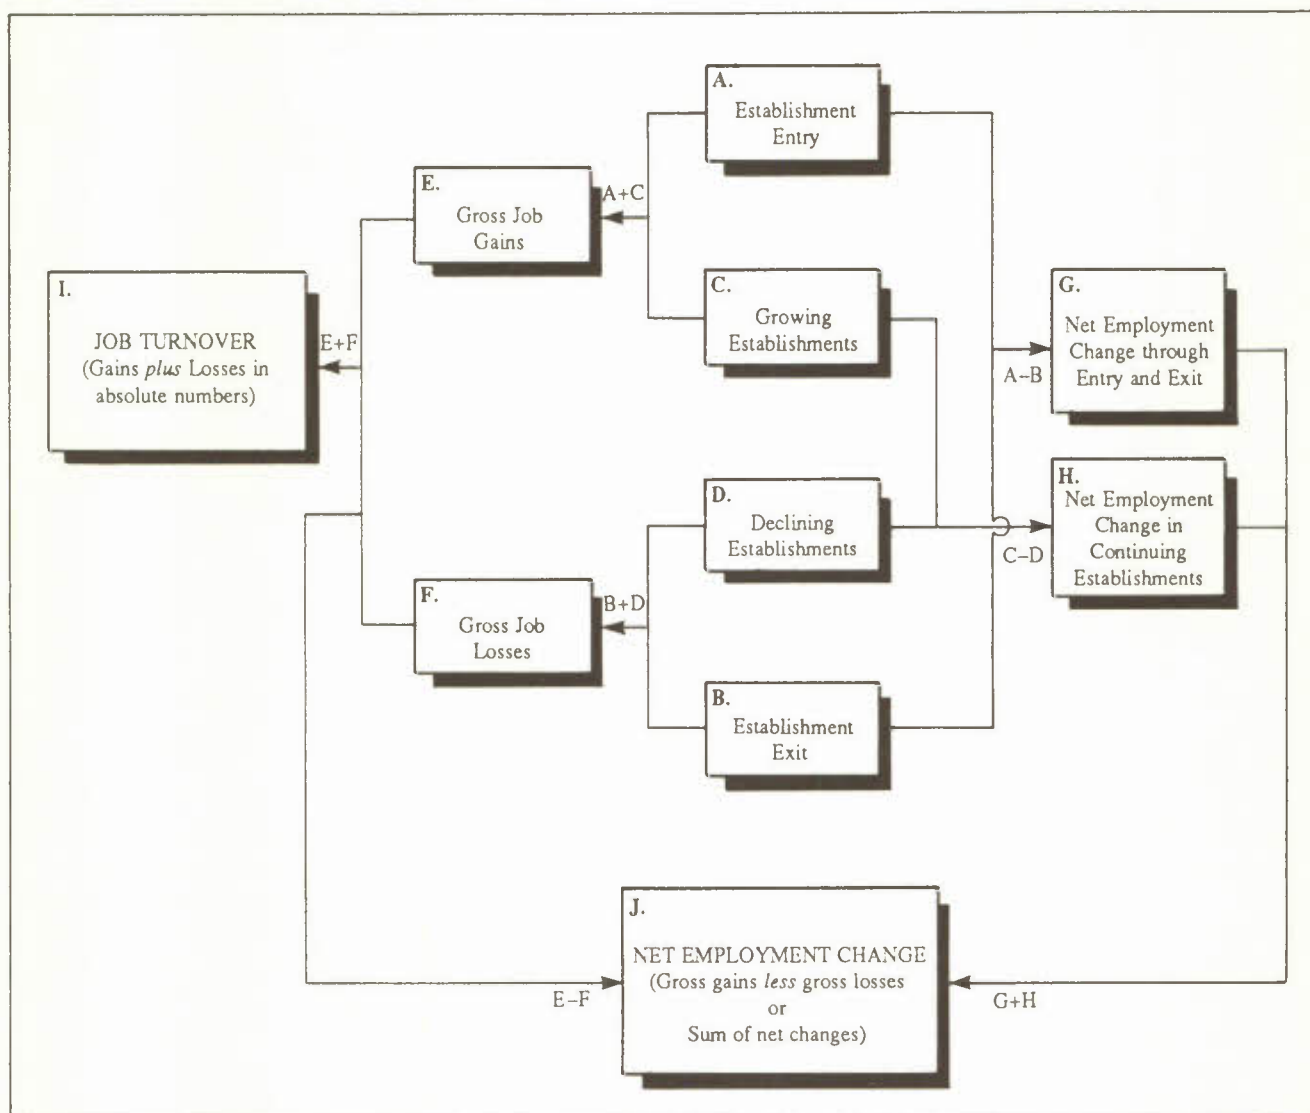 A.
Establishment
Entry
E.
Gross Job
Gains
A+C
C.
Growing
Establishments
G.
Net Employment
Change through
Entry and Exit
A–B
I.
JOB TURNOVER
(Gains plus Losses in
absolute numbers)
E+F
D.
Declining
Establishments
H.
Net Employment
Change in
Continuing
Establishments
C–D
F.
Gross Job
Losses
B+D
B.
Establishment
Exit
J.
NET EMPLOYMENT CHANGE
(Gross gains less gross losses
or
Sum of net changes)
E–F
G+H